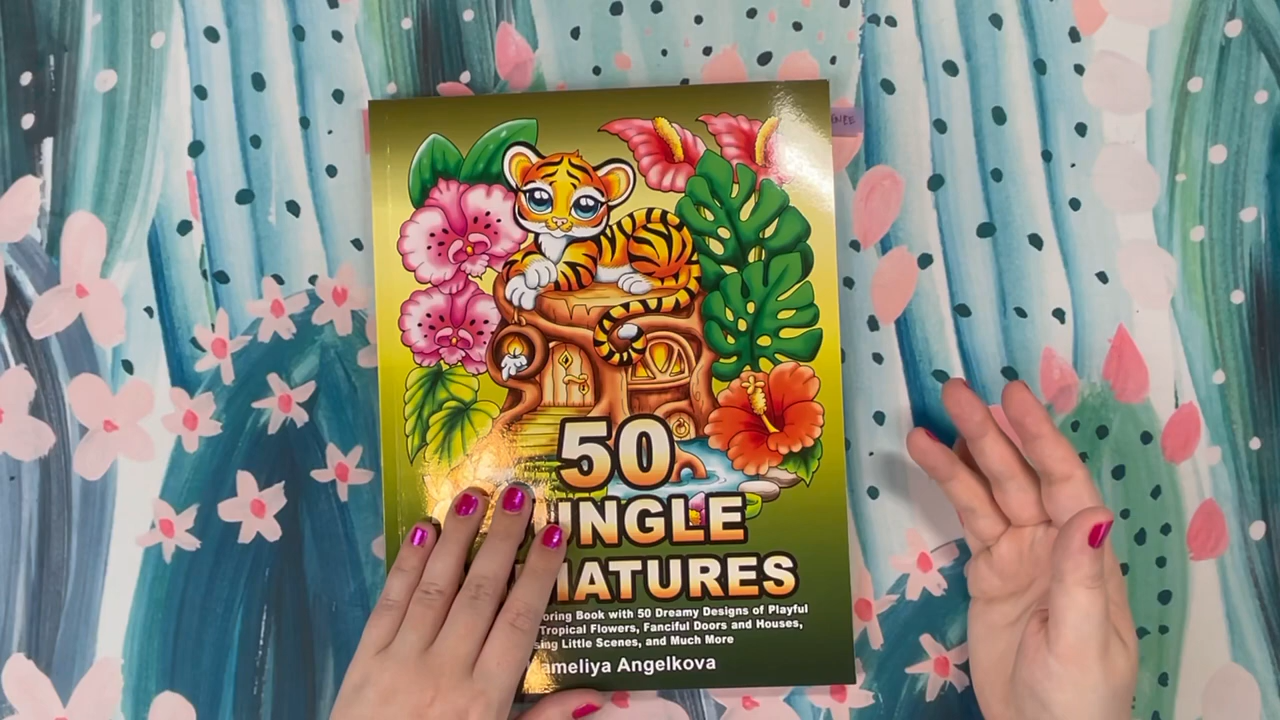 50
UNGLE
IATURES
oring Book with 50 Dreamy Designs of Playful
Tropical Flowers, Fanciful Doors and Houses,
sing Little Scenes, and Much More
ameliya Angelkova